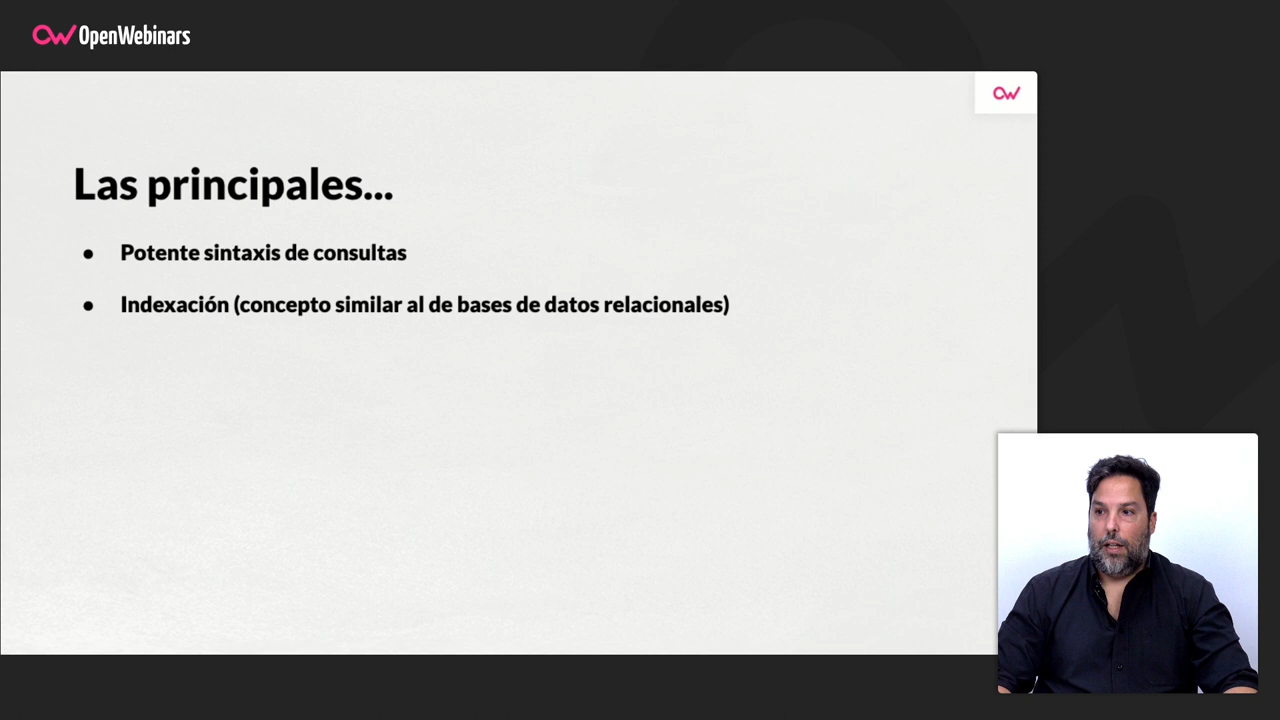 OpenWebinars
Las principales...
● Potente sintaxis de consultas
● Indexación (concepto similar al de bases de datos relacionales)